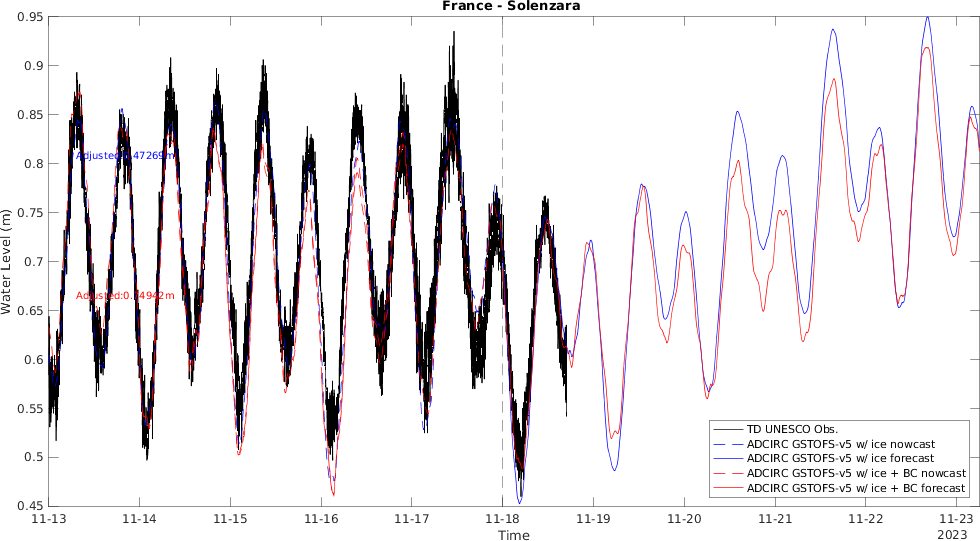 France - Solenzara
0.95
0.9
0.85
0.8
0.75
0.7
0.65
0.6
0.55
0.5
0.45
Water Level (m)
11-13
11-14
11-15
11-16
11-17
11-18
11-19
11-20
11-21
11-22
11-23
2023
Time
TD UNESCO Obs.
ADCIRC GSTOFS-v5 w/ ice nowcast
ADCIRC GSTOFS-v5 w/ ice forecast
ADCIRC GSTOFS-v5 w/ ice + BC nowcast
ADCIRC GSTOFS-v5 w/ ice + BC forecast